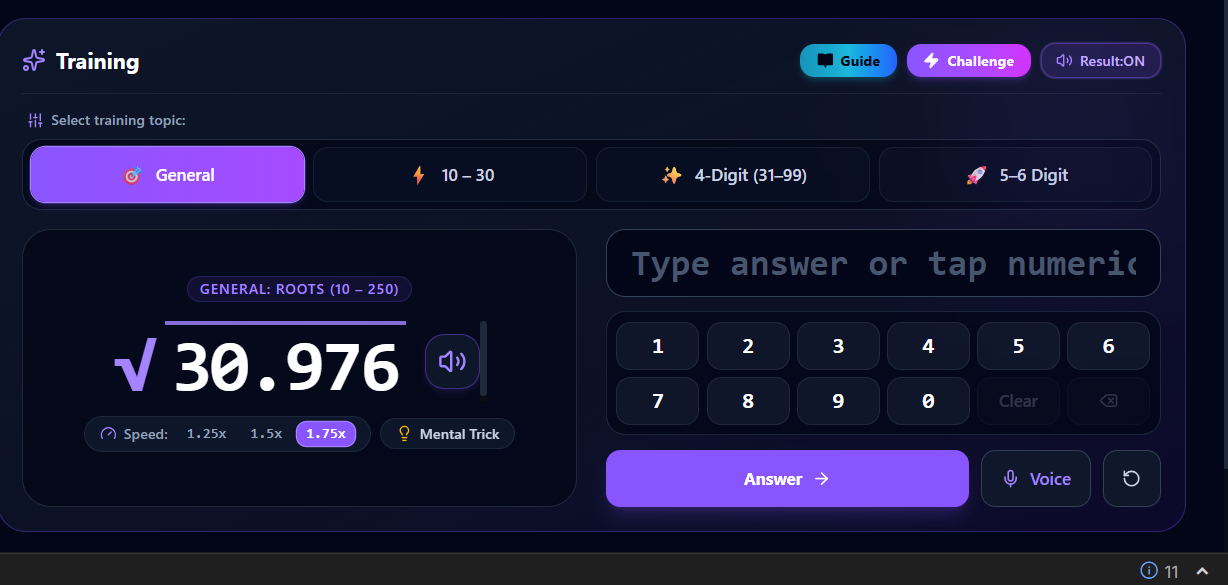 Training
Guide
Challenge
Result:ON
Select training topic:
General
10 – 30
4-Digit (31–99)
5–6 Digit
GENERAL: ROOTS (10 – 250)
√30.976
Speed: 1.25x 1.5x 1.75x
Mental Trick
Type answer or tap numeric
1 2 3 4 5 6
7 8 9 0 Clear
Answer →
Voice
11